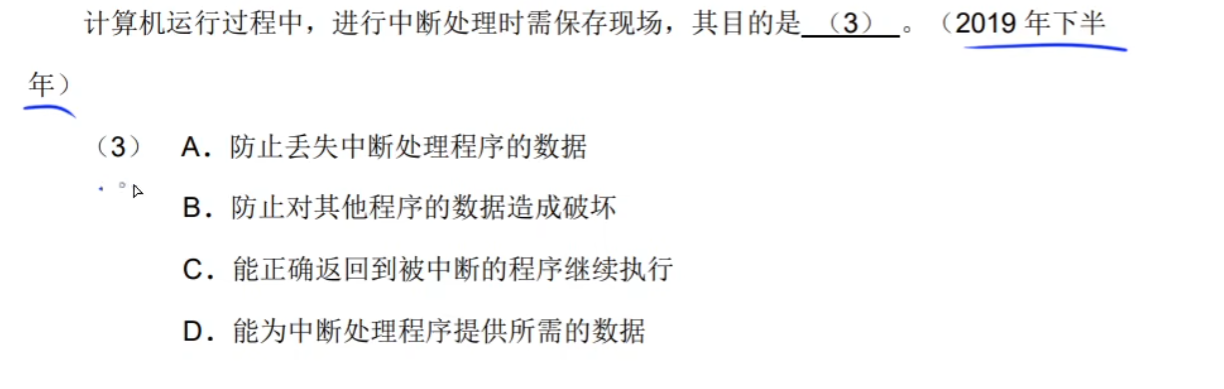 计算机运行过程中，进行中断处理时需保存现场，其目的是（3）。（2019 年下半
年）
（3） A．防止丢失中断处理程序的数据
B．防止对其他程序的数据造成破坏
C．能正确返回到被中断的程序继续执行
D．能为中断处理程序提供所需的数据